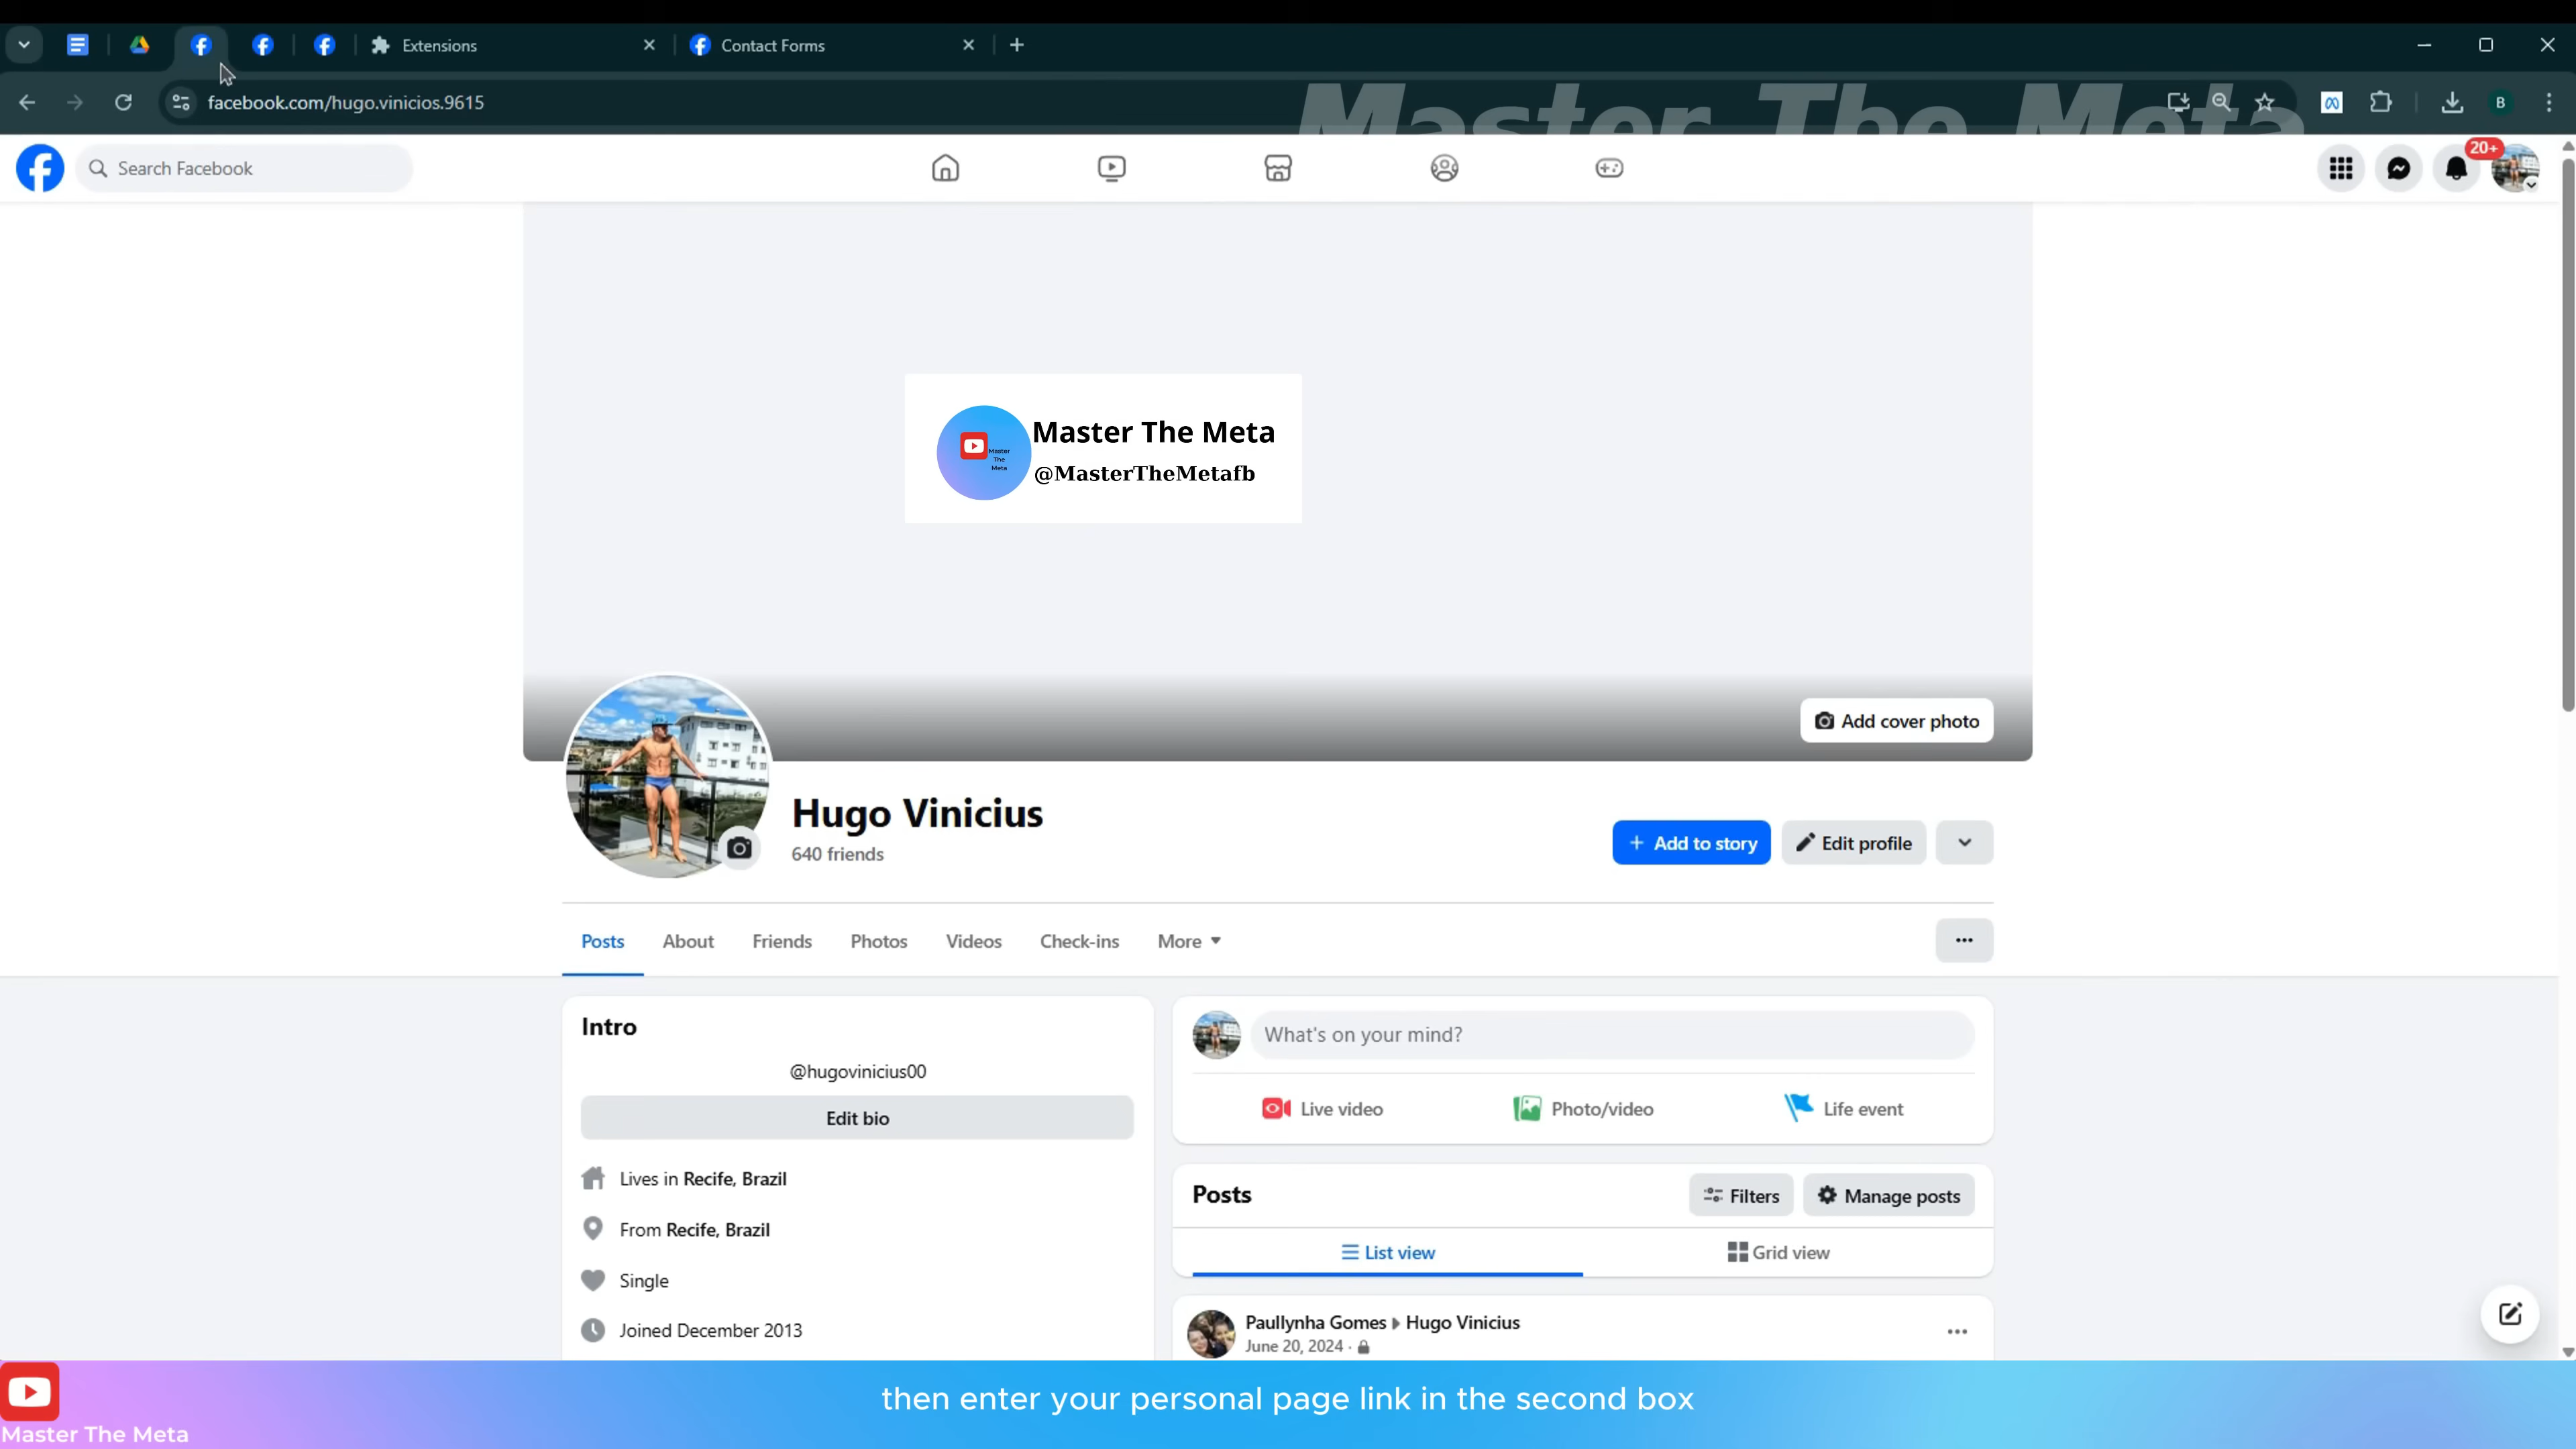 Extensions
Contact Forms
facebook.com/hugo.vinicios.9615
B
Master The Meta
Search Facebook
20+
Master The Meta
@MasterTheMetafb
Master
The
Meta
Add cover photo
Hugo Vinicius
640 friends
+ Add to story
Edit profile
Posts About Friends Photos Videos Check-ins More
Intro
@hugovinicius00
Edit bio
Lives in Recife, Brazil
From Recife, Brazil
Single
Joined December 2013
What's on your mind?
Live video
Photo/video
Life event
Posts
Filters
Manage posts
List view
Grid view
Paullynha Gomes ▸ Hugo Vinicius
June 20, 2024 ·
then enter your personal page link in the second box
Master The Meta